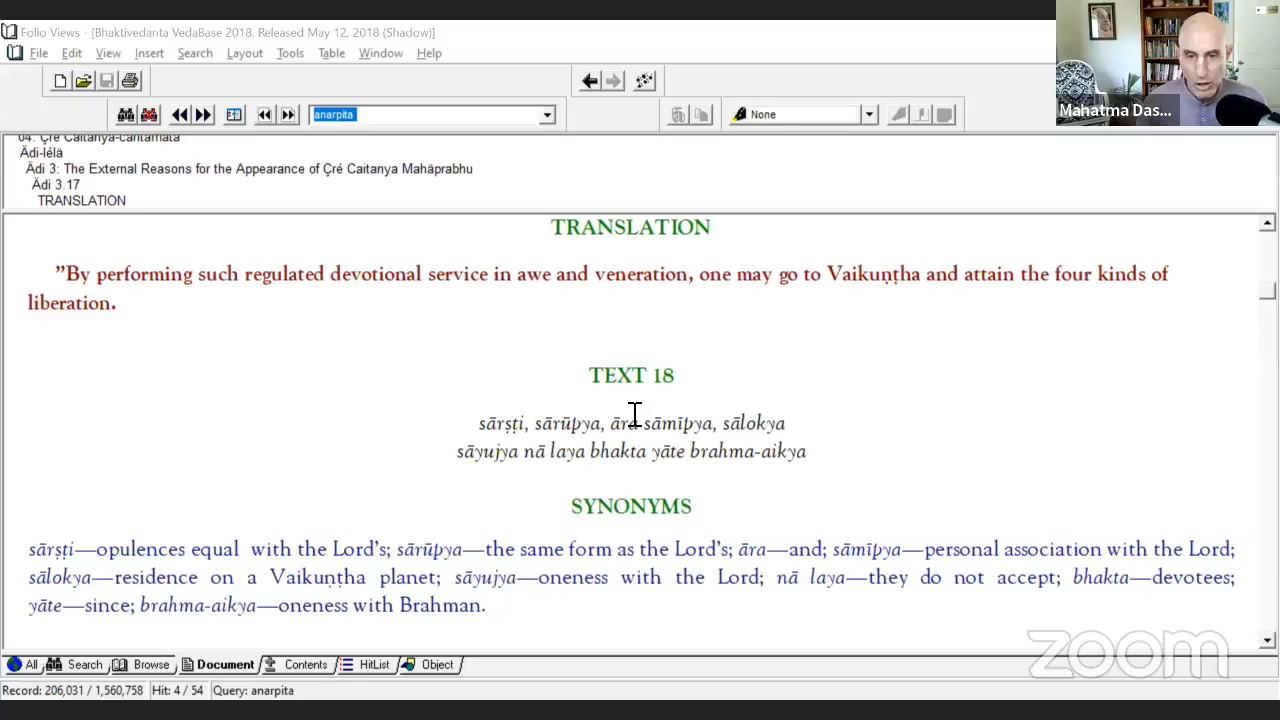 Folio Views - [Bhaktivedanta VedaBase 2018. Released May 12, 2018 (Shadow)]
File Edit View Insert Search Layout Tools Table Window Help
anarpita
None
Mahatma Das...
04. Çré Caitanya-caritämåta
Ädi-lélä
Ädi 3: The External Reasons for the Appearance of Çré Caitanya Mahäprabhu
Ädi 3.17
TRANSLATION
TRANSLATION
"By performing such regulated devotional service in awe and veneration, one may go to Vaikuṇṭha and attain the four kinds of
liberation.
TEXT 18
sārṣṭi, sārūpya, āra sāmīpya, sālokya
sāyujya nā laya bhakta yāte brahma-aikya
SYNONYMS
sārṣṭi—opulences equal with the Lord's; sārūpya—the same form as the Lord's; āra—and; sāmīpya—personal association with the Lord;
sālokya—residence on a Vaikuṇṭha planet; sāyujya—oneness with the Lord; nā laya—they do not accept; bhakta—devotees;
yāte—since; brahma-aikya—oneness with Brahman.
zoom
All Search Browse Document Contents HitList Object
Record: 206,031 / 1,560,758 Hit: 4 / 54 Query: anarpita